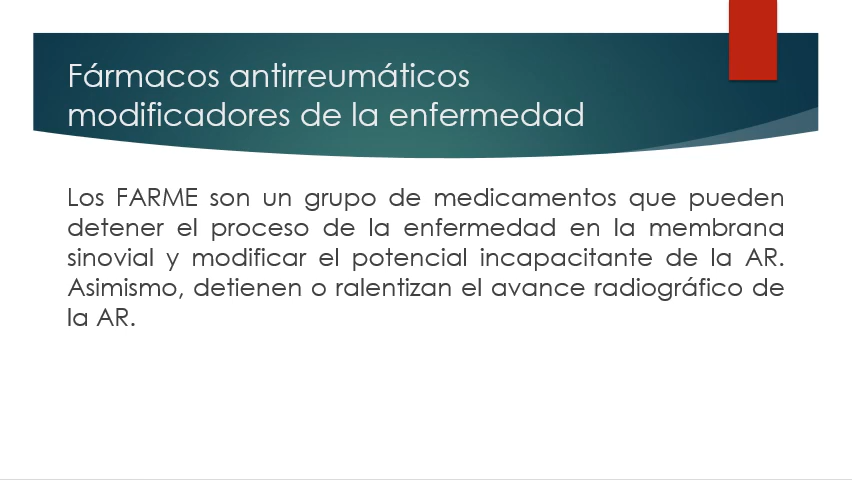 Fármacos antirreumáticos
modificadores de la enfermedad
Los FARME son un grupo de medicamentos que pueden
detener el proceso de la enfermedad en la membrana
sinovial y modificar el potencial incapacitante de la AR.
Asimismo, detienen o ralentizan el avance radiográfico de
la AR.